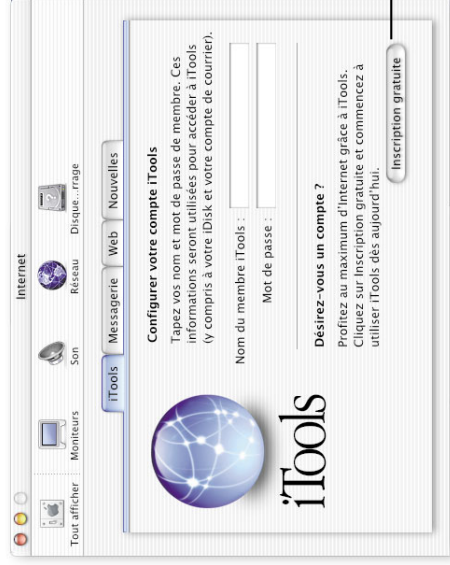 Internet
Tout afficher
Moniteurs
Son
Réseau
Disque...rrage
iTools
Messagerie
Web
Nouvelles
Configurer votre compte iTools
Tapez vos nom et mot de passe de membre. Ces
informations seront utilisées pour accéder à iTools
(y compris à votre iDisk et votre compte de courrier).
Nom du membre iTools :
Mot de passe :
iTools
Désirez-vous un compte ?
Profitez au maximum d'Internet grâce à iTools.
Cliquez sur Inscription gratuite et commencez à
utiliser iTools dès aujourd'hui.
Inscription gratuite